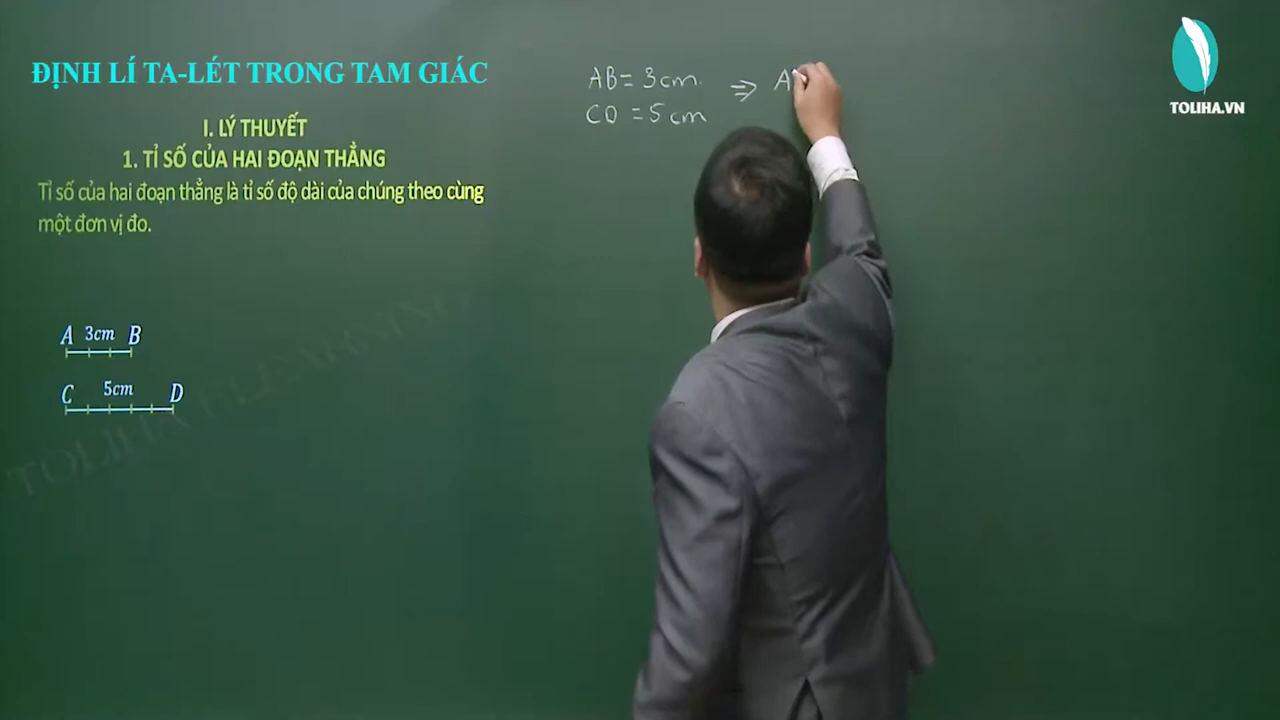 ĐỊNH LÍ TA-LÉT TRONG TAM GIÁC
I. LÝ THUYẾT
1. TỈ SỐ CỦA HAI ĐOẠN THẲNG
Tỉ số của hai đoạn thẳng là tỉ số độ dài của chúng theo cùng
một đơn vị đo.
A 3cm B
C 5cm D
AB = 3cm. ⇒ A
CD = 5cm
TOLIHA.VN